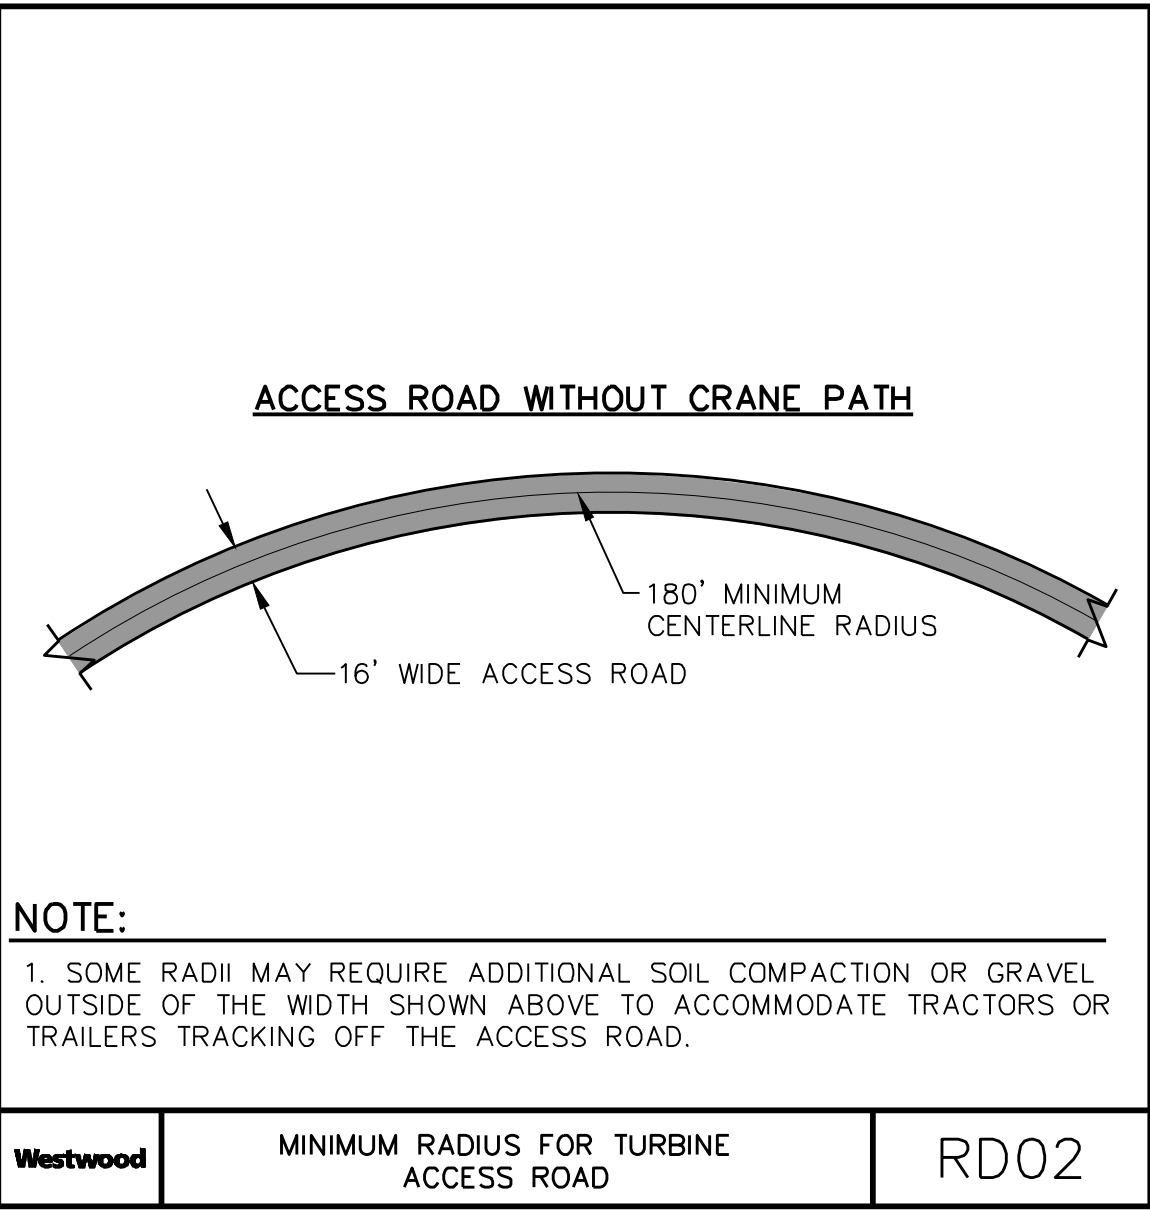 ACCESS ROAD WITHOUT CRANE PATH
180' MINIMUM
CENTERLINE RADIUS
16' WIDE ACCESS ROAD
NOTE:
1. SOME RADII MAY REQUIRE ADDITIONAL SOIL COMPACTION OR GRAVEL
OUTSIDE OF THE WIDTH SHOWN ABOVE TO ACCOMMODATE TRACTORS OR
TRAILERS TRACKING OFF THE ACCESS ROAD.
Westwood
MINIMUM RADIUS FOR TURBINE
ACCESS ROAD
RD02